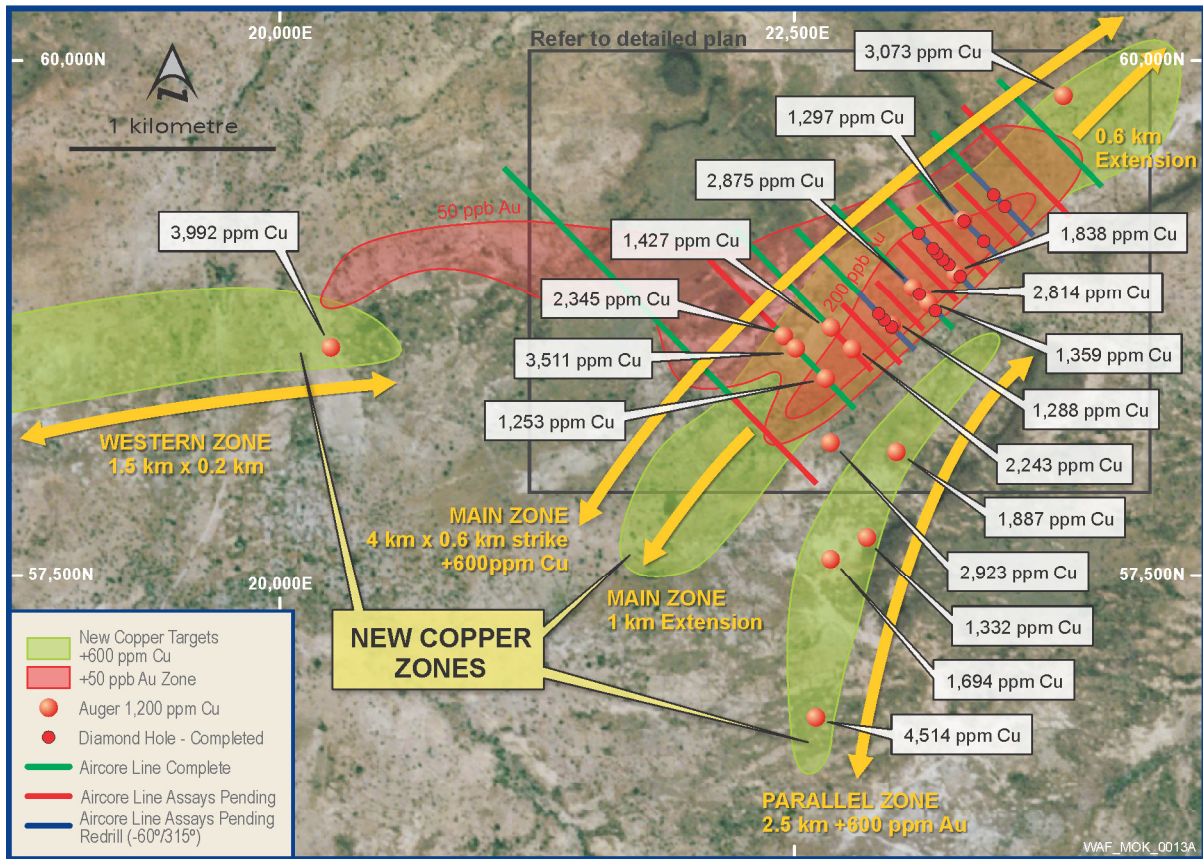 20,000E
22,500E
Refer to detailed plan
60,000N
60,000N
1 kilometre
3,073 ppm Cu
1,297 ppm Cu
0.6 km
Extension
2,875 ppm Cu
50 ppb Au
3,992 ppm Cu
1,427 ppm Cu
1,838 ppm Cu
200 ppb Au
2,345 ppm Cu
2,814 ppm Cu
3,511 ppm Cu
1,359 ppm Cu
1,253 ppm Cu
1,288 ppm Cu
WESTERN ZONE
1.5 km x 0.2 km
2,243 ppm Cu
1,887 ppm Cu
MAIN ZONE
4 km x 0.6 km strike
+600ppm Cu
2,923 ppm Cu
57,500N
20,000E
57,500N
MAIN ZONE
1 km Extension
1,332 ppm Cu
NEW COPPER
ZONES
1,694 ppm Cu
4,514 ppm Cu
PARALLEL ZONE
2.5 km +600 ppm Au
New Copper Targets
+600 ppm Cu
+50 ppb Au Zone
Auger 1,200 ppm Cu
Diamond Hole - Completed
Aircore Line Complete
Aircore Line Assays Pending
Aircore Line Assays Pending
Redrill (-60º/315º)
WAF_MOK_0013A